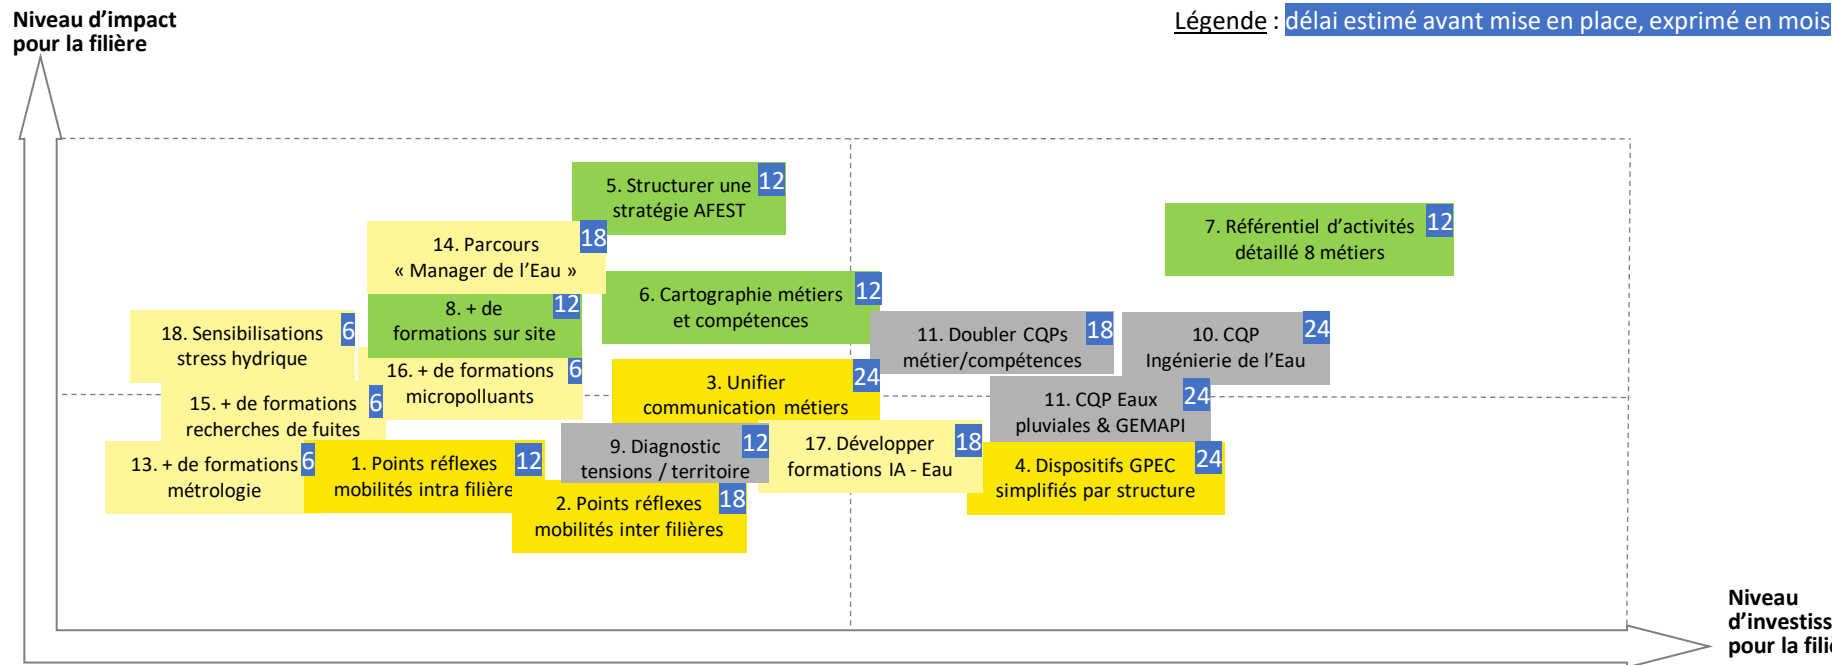 Niveau d’impact
pour la filière
Légende : délai estimé avant mise en place, exprimé en mois
5. Structurer une
stratégie AFEST
12
7. Référentiel d’activités
détaillé 8 métiers
12
14. Parcours
« Manager de l’Eau »
18
6. Cartographie métiers
et compétences
12
8. + de
formations sur site
12
18. Sensibilisations
stress hydrique
6
11. Doubler CQPs
métier/compétences
18
10. CQP
Ingénierie de l’Eau
24
16. + de formations
micropolluants
6
3. Unifier
communication métiers
24
15. + de formations
recherches de fuites
6
11. CQP Eaux
pluviales & GEMAPI
24
13. + de formations
métrologie
6
1. Points réflexes
mobilités intra filière
12
9. Diagnostic
tensions / territoire
12
17. Développer
formations IA - Eau
18
4. Dispositifs GPEC
simplifiés par structure
24
2. Points réflexes
mobilités inter filières
18
Niveau
d’investiss
pour la filiè